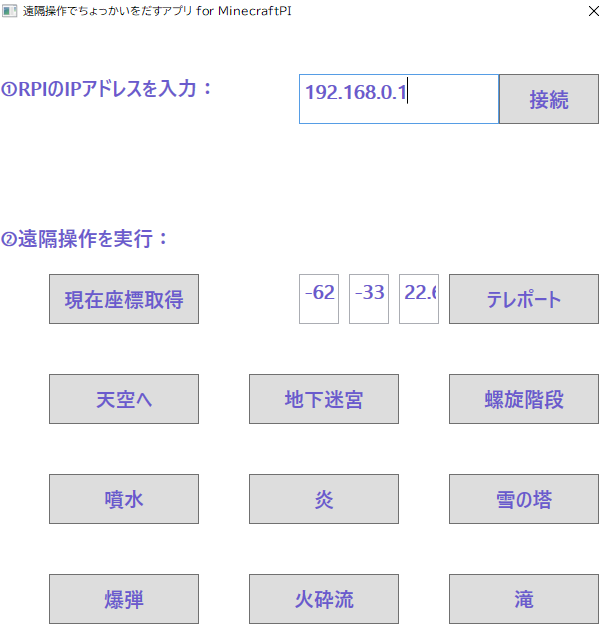 遠隔操作でちょっかいをだすアプリ for MinecraftPI
①RPIのIPアドレスを入力：
192.168.0.1
接続
②遠隔操作を実行：
現在座標取得
-62
-33
22.6
テレポート
天空へ
地下迷宮
螺旋階段
噴水
炎
雪の塔
爆弾
火砕流
滝